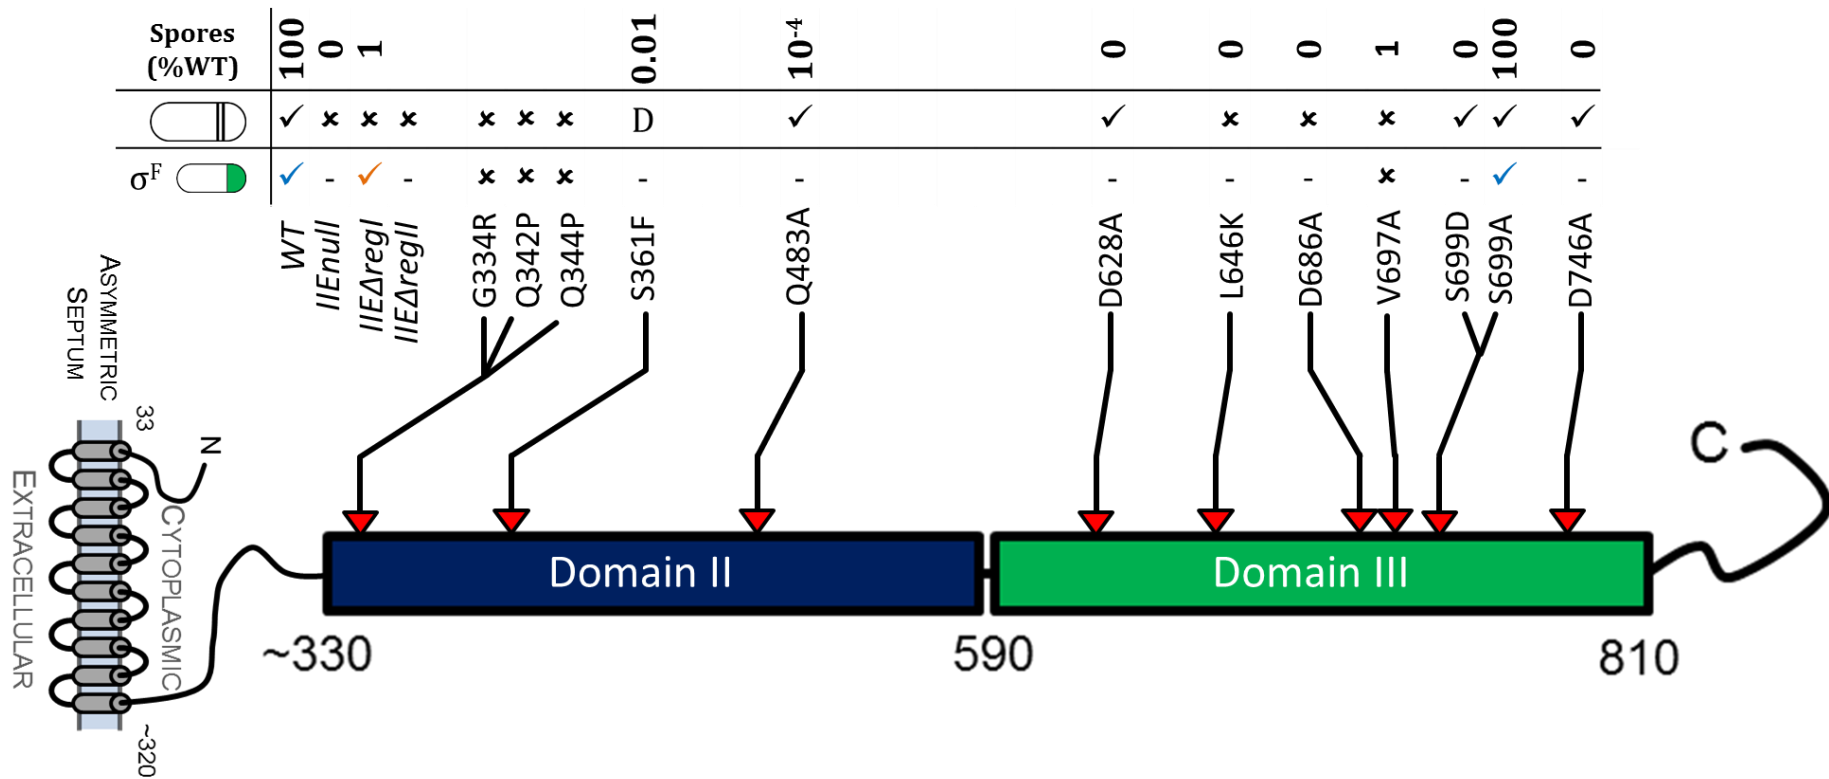 Spores
(%WT)
100 0 1 0.01 10⁻⁴ 0 0 0 1 0 100 0
✓ × × × × × × D ✓ ✓ × × × ✓ ✓ ✓
σF ✓ - ✓ - × × × - - - - - × - ✓ -
WT IIEnull IIEΔregI IIEΔregII G334R Q342P Q344P S361F Q483A D628A L646K D686A V697A S699D S699A D746A
ASYMMETRIC
SEPTUM
33
N
C
EXTRACELLULAR
CYTOPLASMIC
Domain II
Domain III
~330
590
810
~320